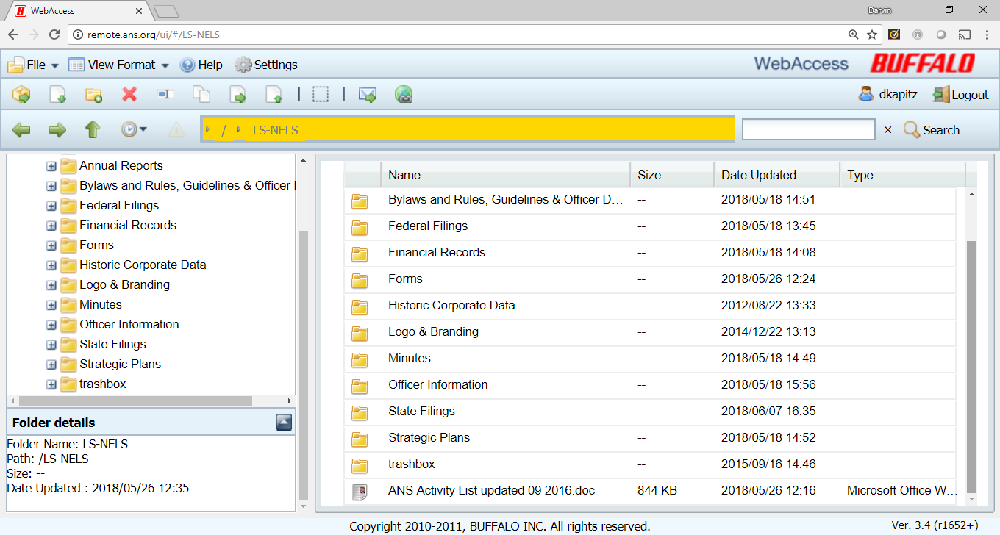 WebAccess
Darvin
remote.ans.org/ui/#/LS-NELS
File View Format Help Settings
WebAccess BUFFALO
dkapitz Logout
/ LS-NELS
× Search
Annual Reports
Bylaws and Rules, Guidelines & Officer
Federal Filings
Financial Records
Forms
Historic Corporate Data
Logo & Branding
Minutes
Officer Information
State Filings
Strategic Plans
trashbox
Folder details
Folder Name: LS-NELS
Path: /LS-NELS
Size: --
Date Updated : 2018/05/26 12:35
Name Size Date Updated Type
Bylaws and Rules, Guidelines & Officer D... -- 2018/05/18 14:51
Federal Filings -- 2018/05/18 13:45
Financial Records -- 2018/05/18 14:08
Forms -- 2018/05/26 12:24
Historic Corporate Data -- 2012/08/22 13:33
Logo & Branding -- 2014/12/22 13:13
Minutes -- 2018/05/18 14:49
Officer Information -- 2018/05/18 15:56
State Filings -- 2018/06/07 16:35
Strategic Plans -- 2018/05/18 14:52
trashbox -- 2015/09/16 14:46
ANS Activity List updated 09 2016.doc 844 KB 2018/05/26 12:16 Microsoft Office W...
Copyright 2010-2011, BUFFALO INC. All rights reserved.
Ver. 3.4 (r1652+)